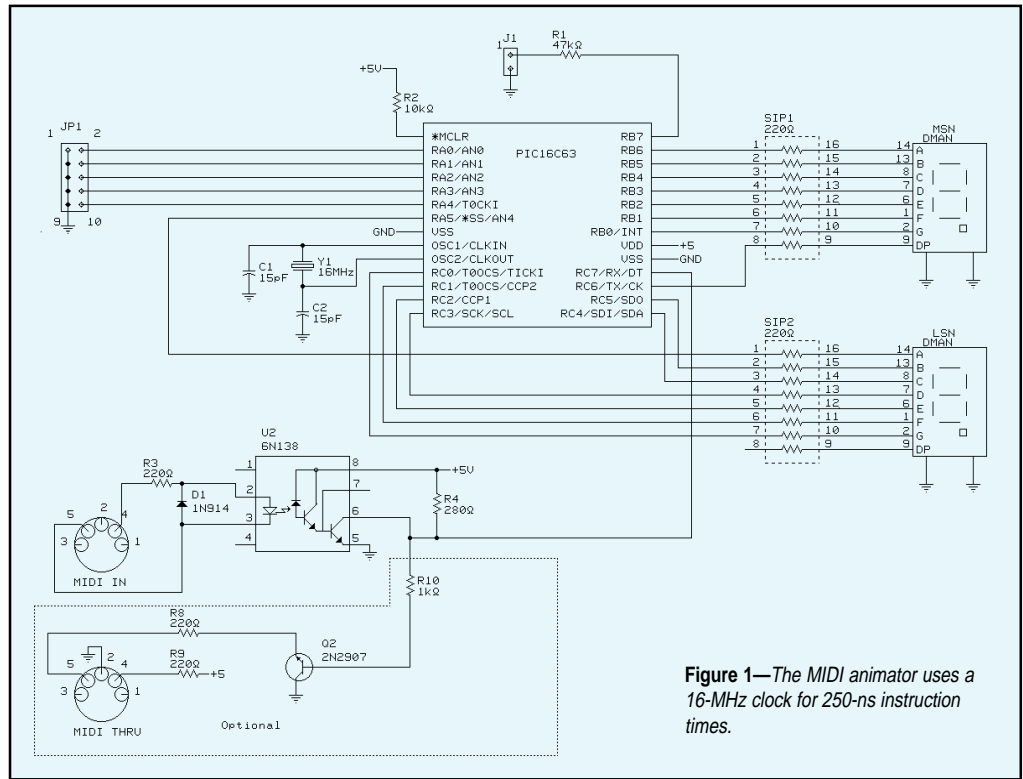 J1
1
R1
47kΩ
+5V
R2
10kΩ
JP1
1 2
9 10
PIC16C63
*MCLR RB7
RA0/AN0 RB6
RA1/AN1 RB5
RA2/AN2 RB4
RA3/AN3 RB3
RA4/T0CKI RB2
RA5/*SS/AN4 RB1
VSS RB0/INT
OSC1/CLKIN VDD
OSC2/CLKOUT VSS
RC0/T0OCS/TICKI RC7/RX/DT
RC1/T0OCS/CCP2 RC6/TX/CK
RC2/CCP1 RC5/SDO
RC3/SCK/SCL RC4/SDI/SDA
GND
+5
GND
C1
15pF
Y1
16MHz
C2
15pF
SIP1
220Ω
MSN
DMAN
1 16 14 A
2 15 13 B
3 14 8 C
4 13 7 D
5 12 6 E
6 11 1 F
7 10 2 G
8 9 9 DP
SIP2
220Ω
LSN
DMAN
1 16 14 A
2 15 13 B
3 14 8 C
4 13 7 D
5 12 6 E
6 11 1 F
7 10 2 G
8 9 9 DP
U2
6N138
1 8
2 7
3 6
4 5
+5V
R4
280Ω
R3
220Ω
D1
1N914
5 2 4
3 1
MIDI IN
R10
1kΩ
R8
220Ω
R9
220Ω
+5
Q2
2N2907
5 2 4
3 1
MIDI THRU
Optional
Figure 1—The MIDI animator uses a
16-MHz clock for 250-ns instruction
times.